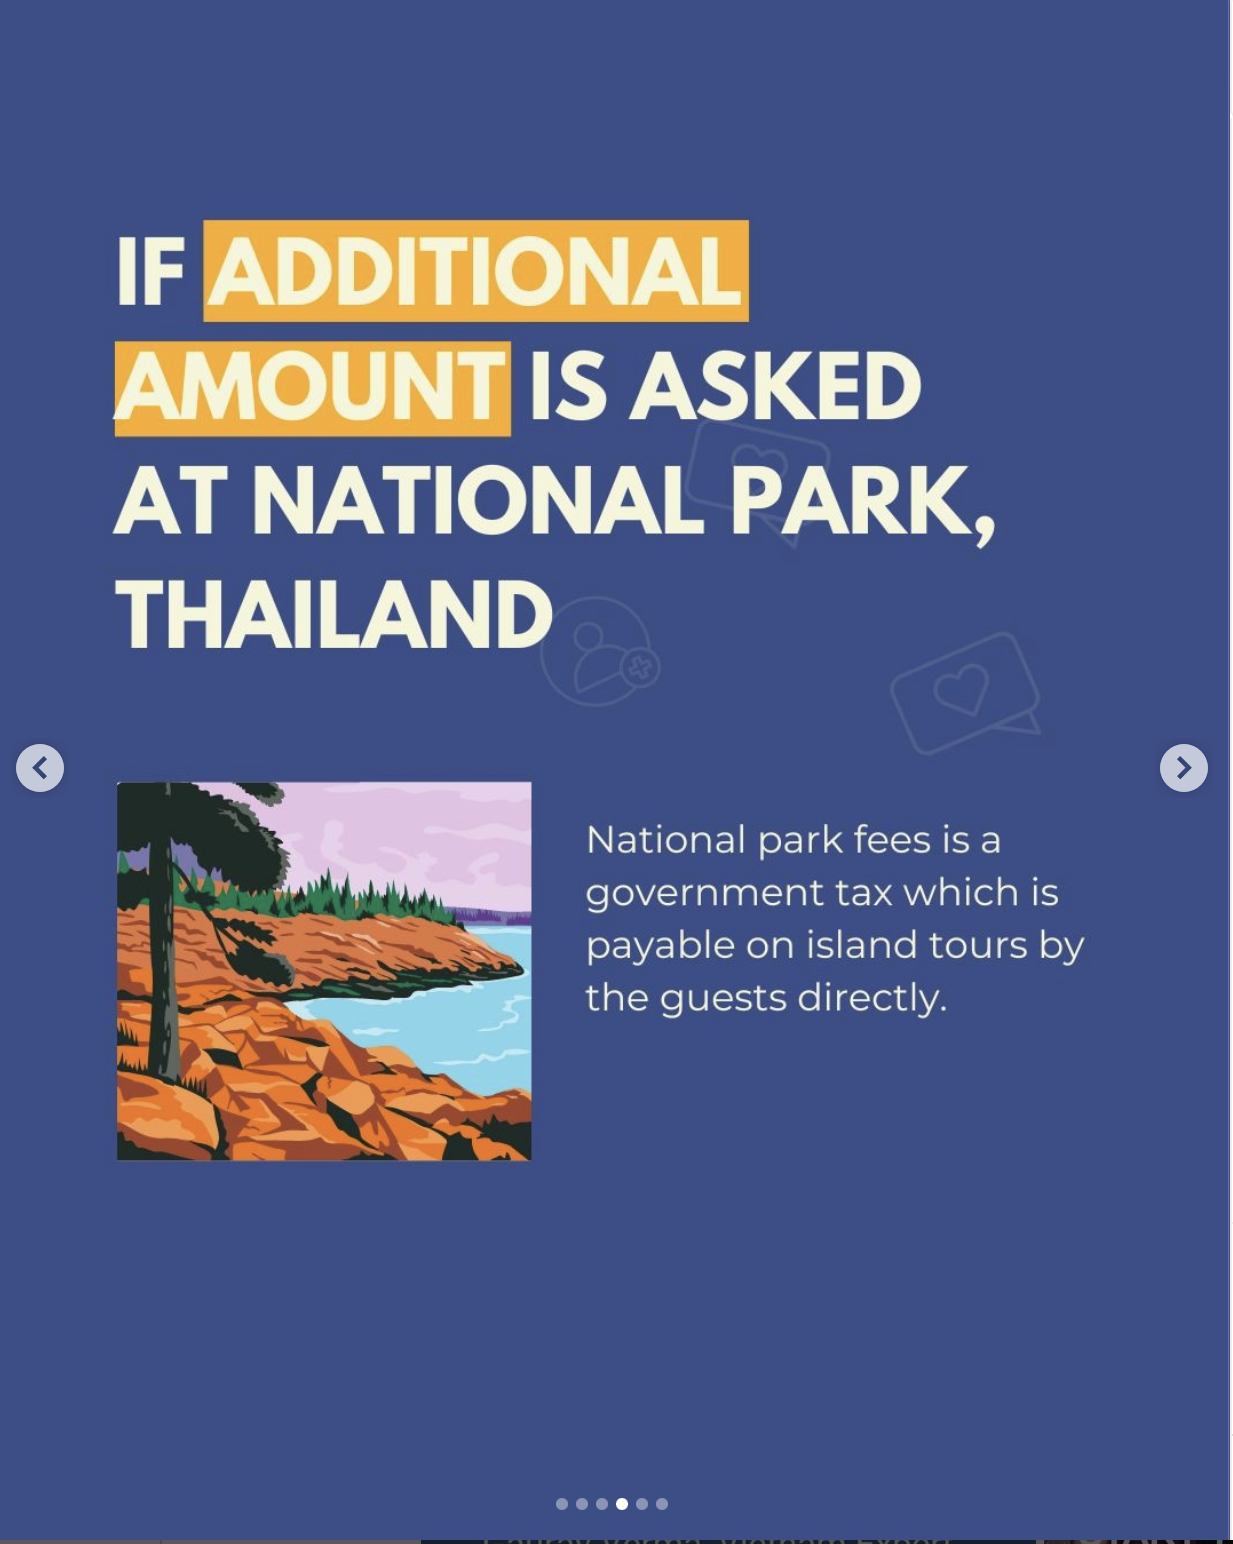 IF ADDITIONAL
AMOUNT IS ASKED
AT NATIONAL PARK,
THAILAND
National park fees is a
government tax which is
payable on island tours by
the guests directly.